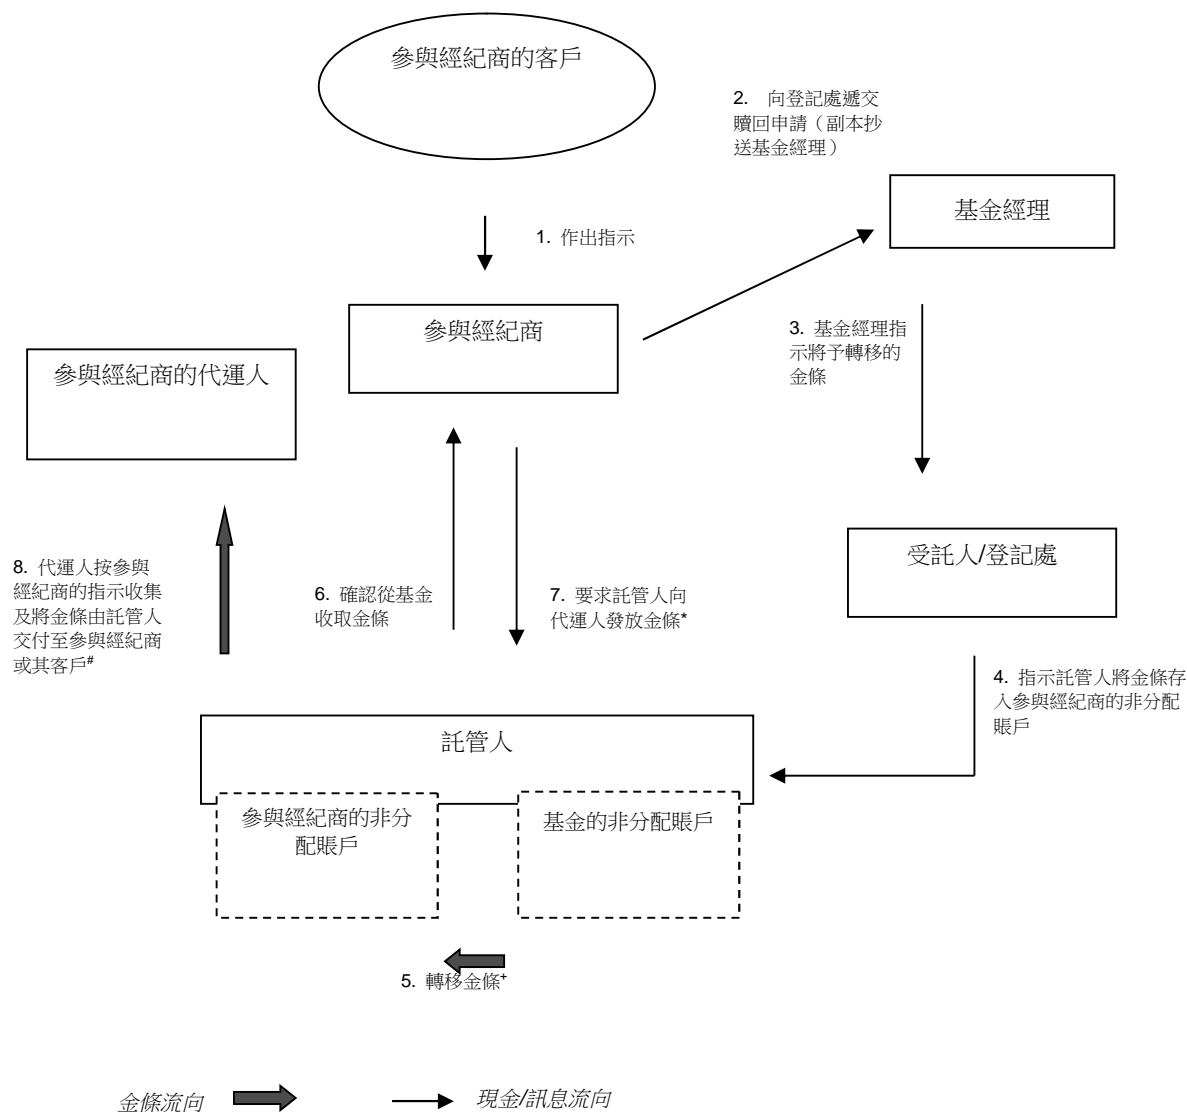 參與經紀商的客戶
2. 向登記處遞交
贖回申請（副本抄
送基金經理）
基金經理
1. 作出指示
參與經紀商
3. 基金經理指
示將予轉移的
金條
參與經紀商的代運人
受託人/登記處
8. 代運人按參與
經紀商的指示收集
及將金條由託管人
交付至參與經紀商
或其客戶#
6. 確認從基金
收取金條
7. 要求託管人向
代運人發放金條*
4. 指示託管人將金條存
入參與經紀商的非分配
賬戶
託管人
參與經紀商的非分
配賬戶
基金的非分配賬戶
5. 轉移金條+
金條流向
現金/訊息流向